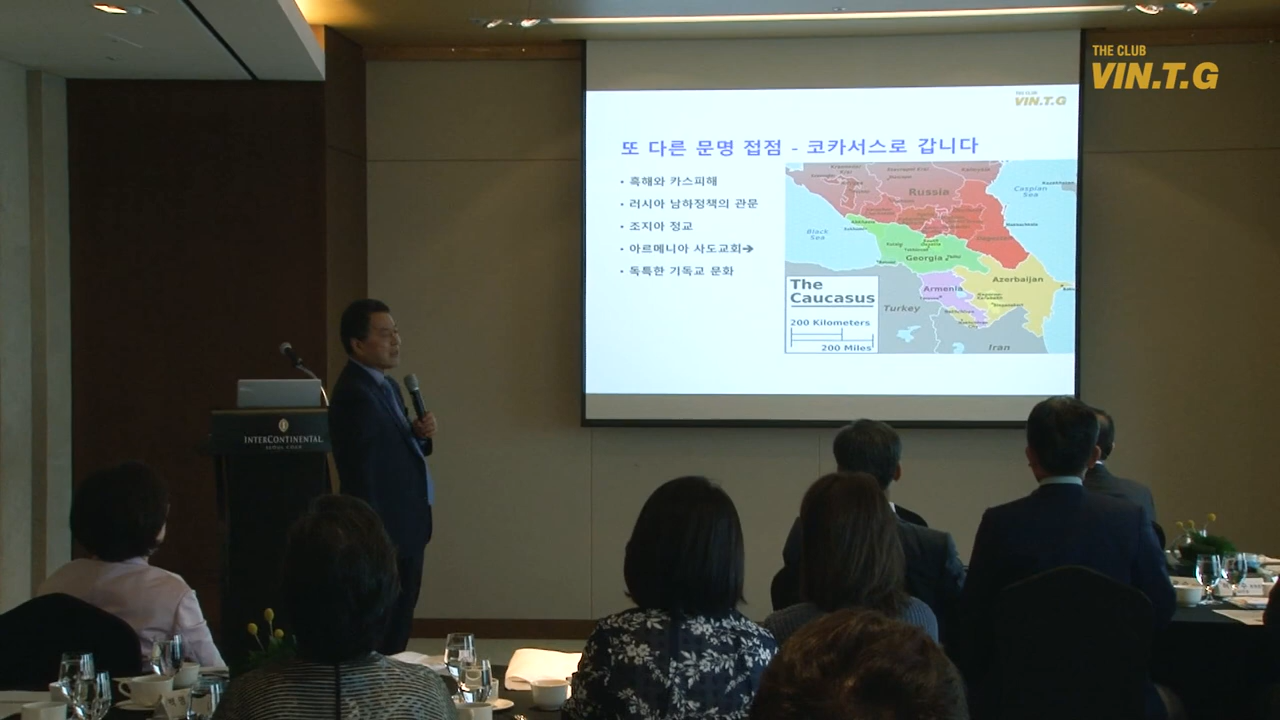 THE CLUB
VIN.T.G
THE CLUB
VIN.T.G
또 다른 문명 접점 - 코카서스로 갑니다
• 흑해와 카스피해
• 러시아 남하정책의 관문
• 조지아 정교
• 아르메니아 사도교회➔
• 독특한 기독교 문화
Russia
Caspian Sea
Black Sea
Georgia
Azerbaijan
Armenia
Turkey
Iran
The Caucasus
200 Kilometers
200 Miles
INTERCONTINENTAL